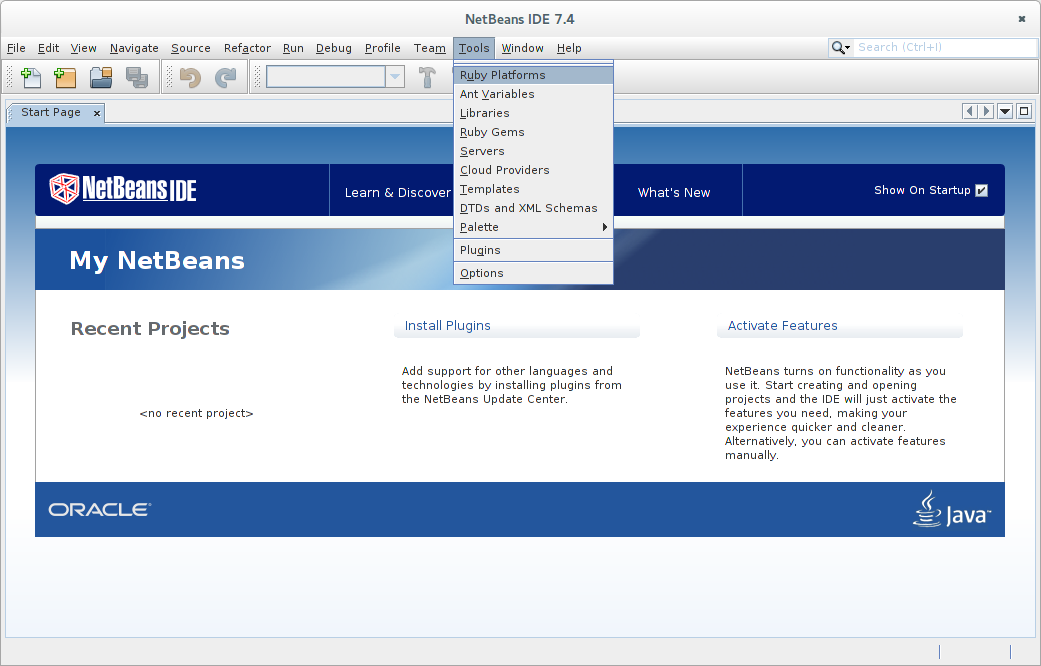 NetBeans IDE 7.4
File Edit View Navigate Source Refactor Run Debug Profile Team Tools Window Help
Search (Ctrl+I)
Ruby Platforms
Ant Variables
Libraries
Ruby Gems
Servers
Cloud Providers
Templates
DTDs and XML Schemas
Palette
Plugins
Options
Start Page
NetBeans IDE
Learn & Discover
What's New
Show On Startup
My NetBeans
Recent Projects
<no recent project>
Install Plugins
Add support for other languages and
technologies by installing plugins from
the NetBeans Update Center.
Activate Features
NetBeans turns on functionality as you
use it. Start creating and opening
projects and the IDE will just activate the
features you need, making your
experience quicker and cleaner.
Alternatively, you can activate features
manually.
ORACLE
Java™